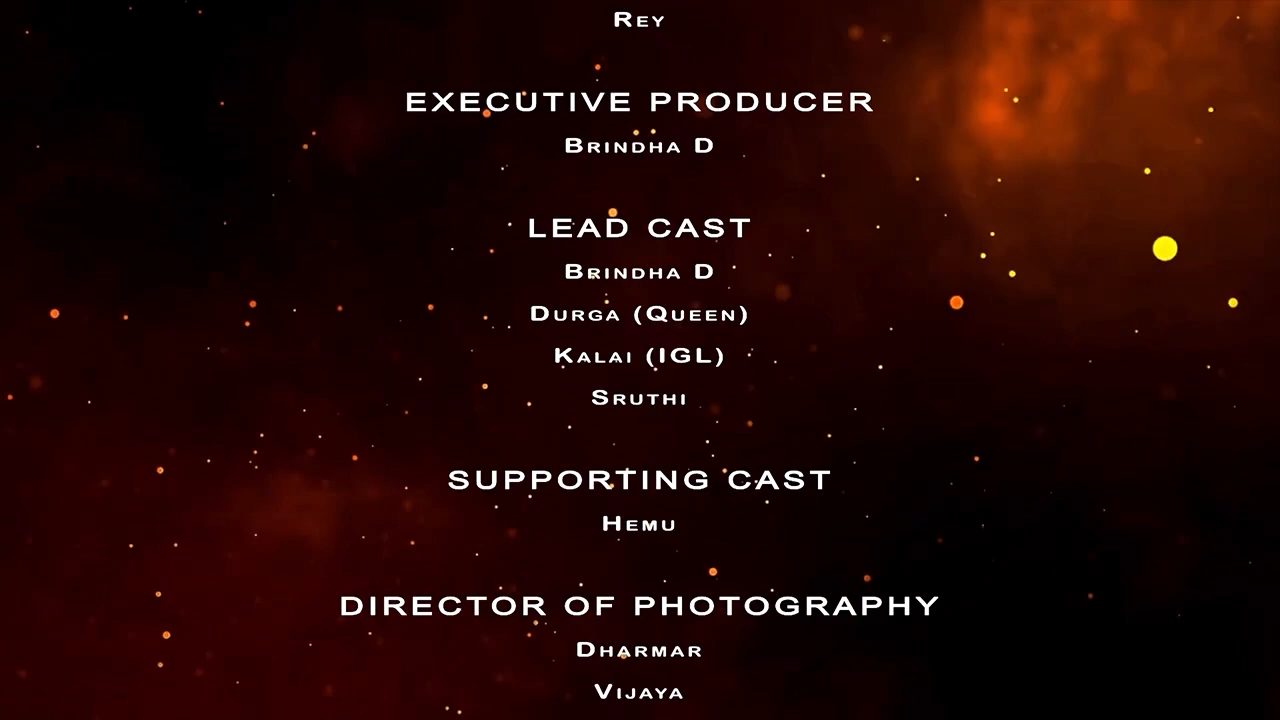 Rey
EXECUTIVE PRODUCER
Brindha D
LEAD CAST
Brindha D
Durga (Queen)
Kalai (IGL)
Sruthi
SUPPORTING CAST
Hemu
DIRECTOR OF PHOTOGRAPHY
Dharmar
Vijaya